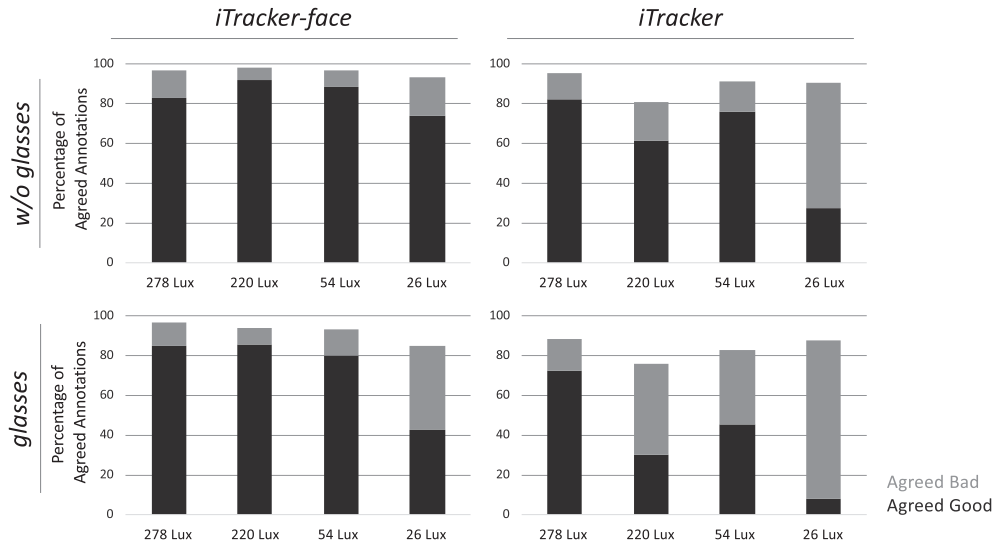 iTracker-face
iTracker
w/o glasses
Percentage of
Agreed Annotations
100
80
60
40
20
0
278 Lux
220 Lux
54 Lux
26 Lux
100
80
60
40
20
0
278 Lux
220 Lux
54 Lux
26 Lux
glasses
Percentage of
Agreed Annotations
100
80
60
40
20
0
278 Lux
220 Lux
54 Lux
26 Lux
100
80
60
40
20
0
278 Lux
220 Lux
54 Lux
26 Lux
Agreed Bad
Agreed Good